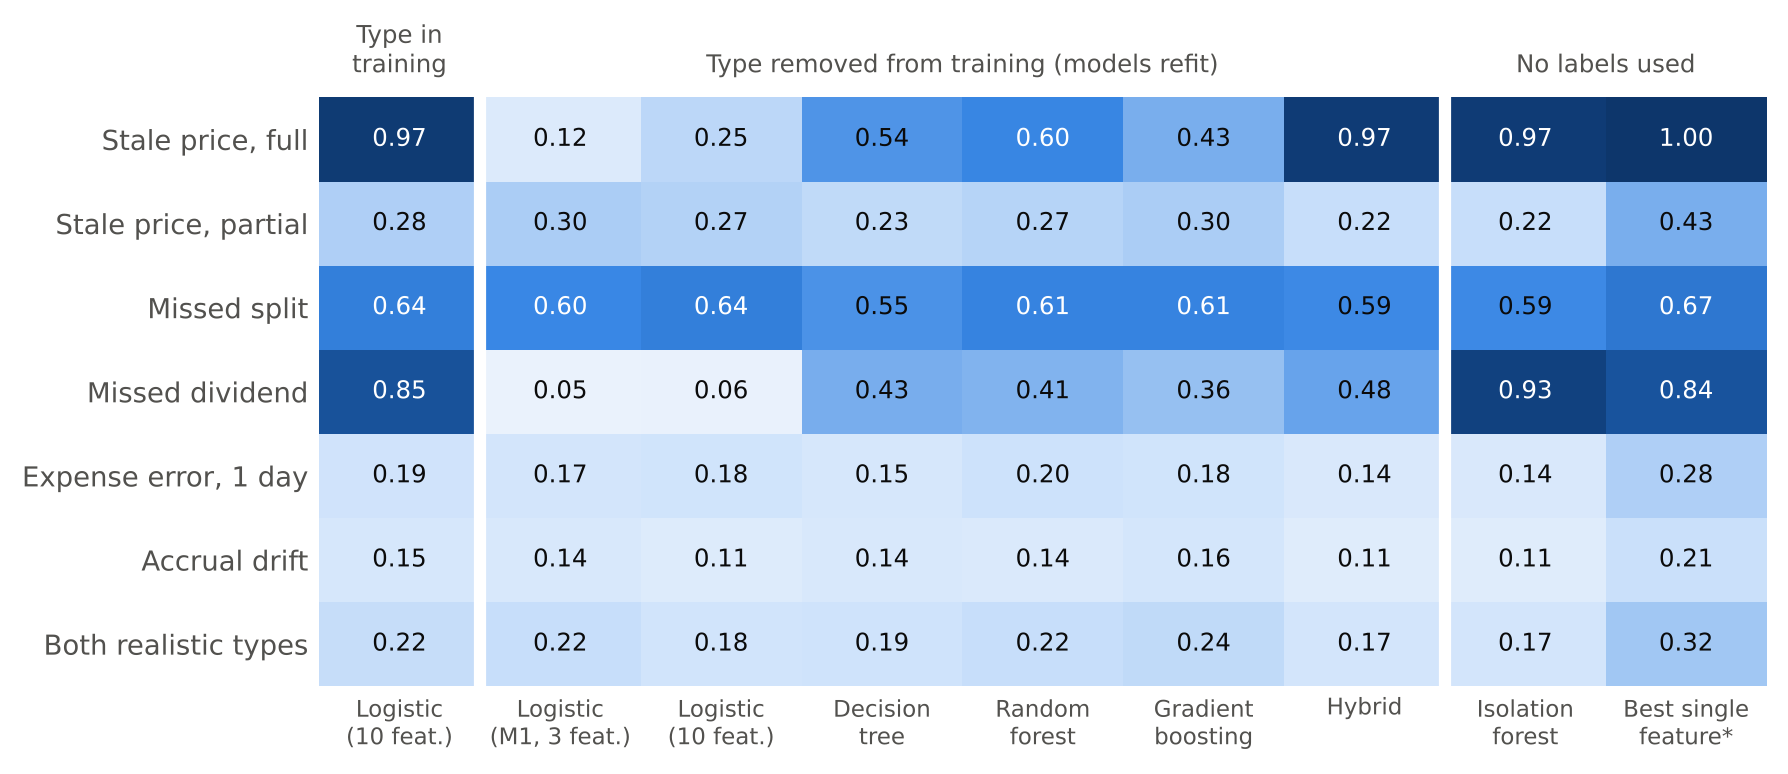 Type in
training
Type removed from training (models refit)
No labels used
Stale price, full 0.97 0.12 0.25 0.54 0.60 0.43 0.97 0.97 1.00
Stale price, partial 0.28 0.30 0.27 0.23 0.27 0.30 0.22 0.22 0.43
Missed split 0.64 0.60 0.64 0.55 0.61 0.61 0.59 0.59 0.67
Missed dividend 0.85 0.05 0.06 0.43 0.41 0.36 0.48 0.93 0.84
Expense error, 1 day 0.19 0.17 0.18 0.15 0.20 0.18 0.14 0.14 0.28
Accrual drift 0.15 0.14 0.11 0.14 0.14 0.16 0.11 0.11 0.21
Both realistic types 0.22 0.22 0.18 0.19 0.22 0.24 0.17 0.17 0.32
Logistic
(10 feat.)
Logistic
(M1, 3 feat.)
Logistic
(10 feat.)
Decision
tree
Random
forest
Gradient
boosting
Hybrid
Isolation
forest
Best single
feature*